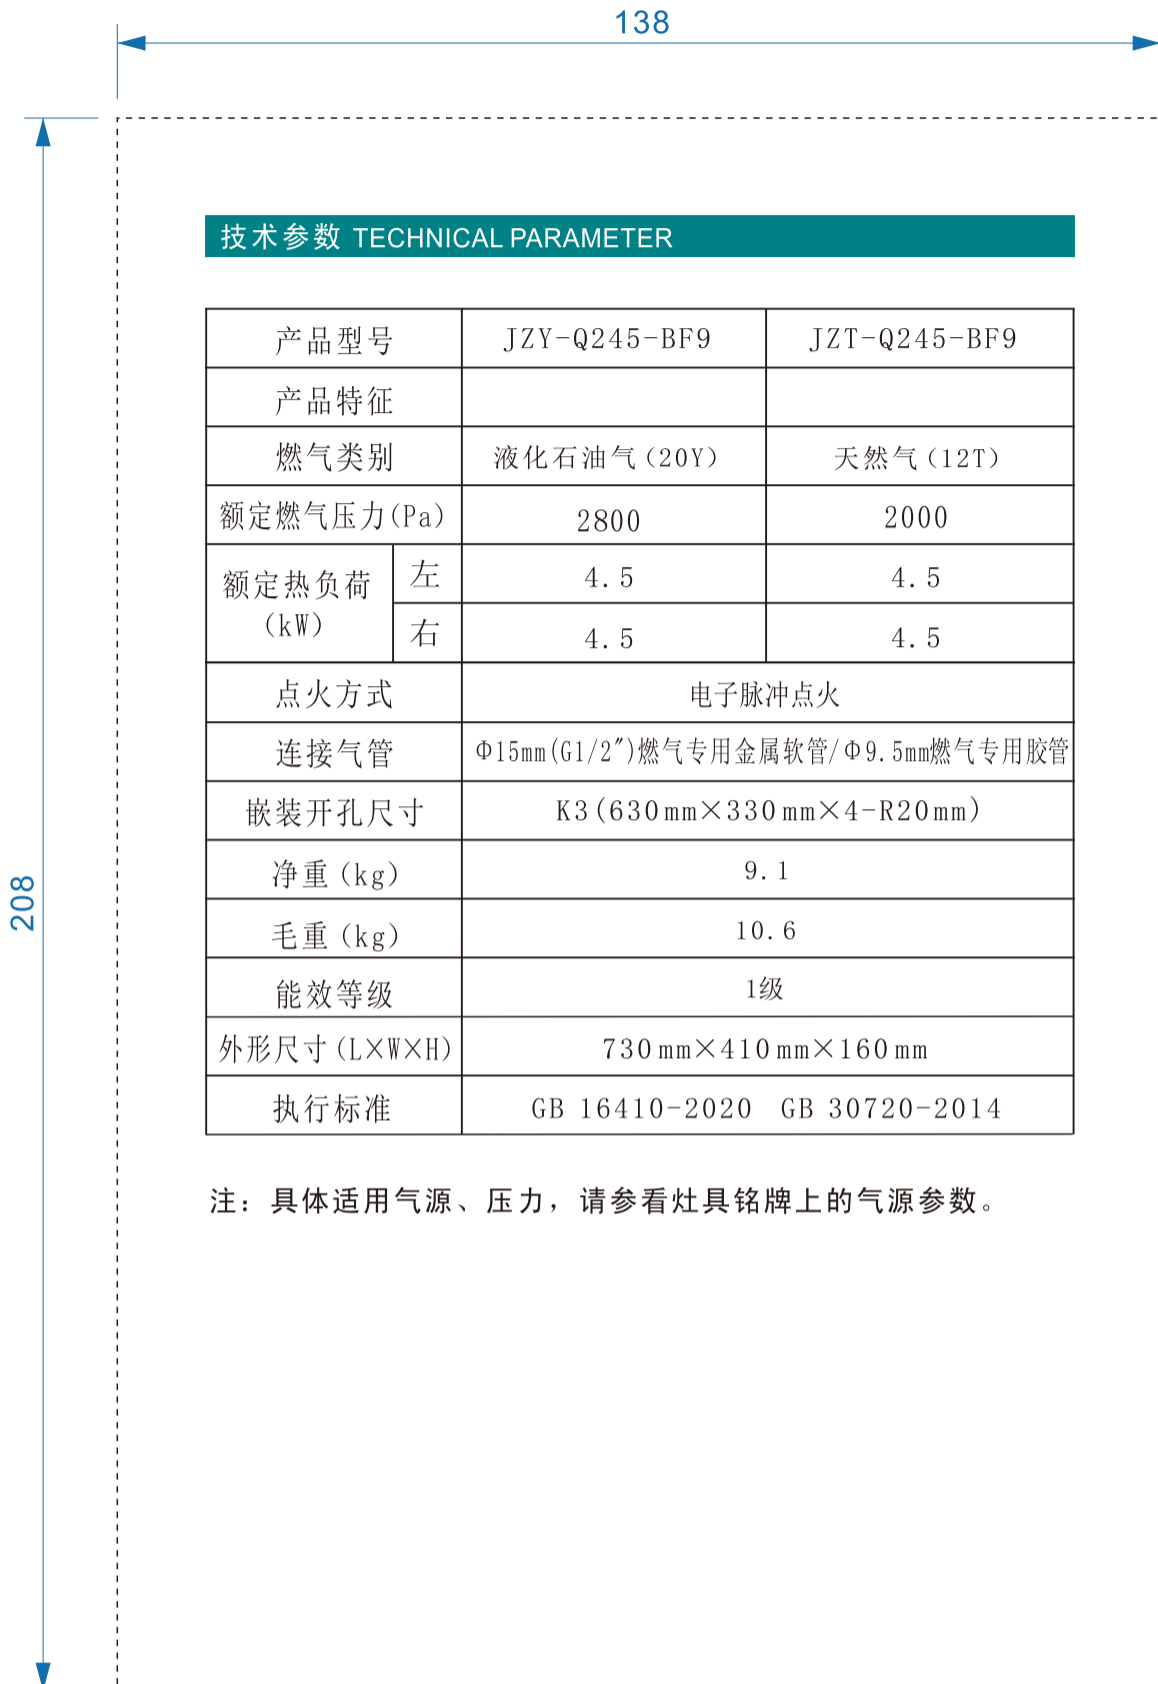 138
208
技术参数 TECHNICAL PARAMETER
产品型号 JZY-Q245-BF9 JZT-Q245-BF9
产品特征
燃气类别 液化石油气(20Y) 天然气(12T)
额定燃气压力(Pa) 2800 2000
额定热负荷(kW) 左 4.5 4.5
右 4.5 4.5
点火方式 电子脉冲点火
连接气管 Φ15mm(G1/2″)燃气专用金属软管/Φ9.5mm燃气专用胶管
嵌装开孔尺寸 K3(630mm×330mm×4-R20mm)
净重(kg) 9.1
毛重(kg) 10.6
能效等级 1级
外形尺寸(L×W×H) 730mm×410mm×160mm
执行标准 GB 16410-2020 GB 30720-2014
注：具体适用气源、压力，请参看灶具铭牌上的气源参数。